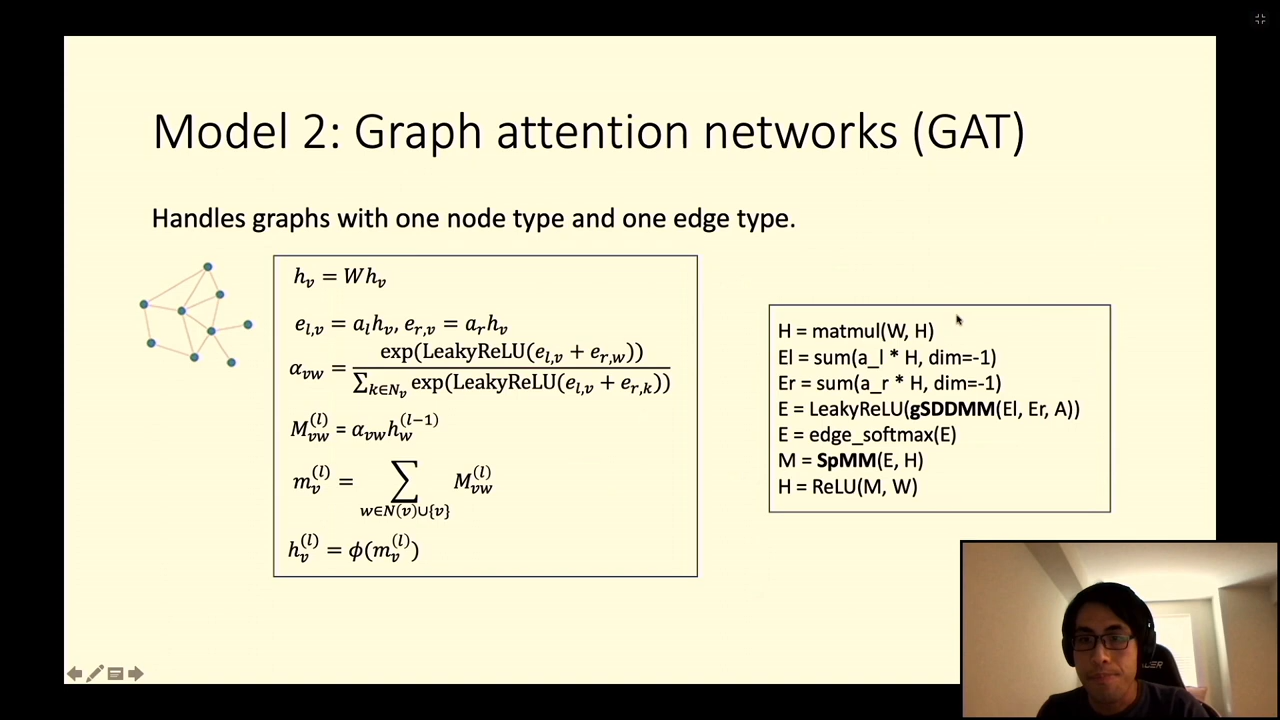 Model 2: Graph attention networks (GAT)
Handles graphs with one node type and one edge type.
h_v = Wh_v
e_{l,v} = a_l h_v, e_{r,v} = a_r h_v
α_{vw} = exp(LeakyReLU(e_{l,v} + e_{r,w})) / ∑_{k∈N_v} exp(LeakyReLU(e_{l,v} + e_{r,k}))
M_{vw}^{(l)} = α_{vw} h_w^{(l-1)}
m_v^{(l)} = ∑_{w∈N(v)∪{v}} M_{vw}^{(l)}
h_v^{(l)} = ϕ(m_v^{(l)})
H = matmul(W, H)
El = sum(a_l * H, dim=-1)
Er = sum(a_r * H, dim=-1)
E = LeakyReLU(gSDDMM(El, Er, A))
E = edge_softmax(E)
M = SpMM(E, H)
H = ReLU(M, W)